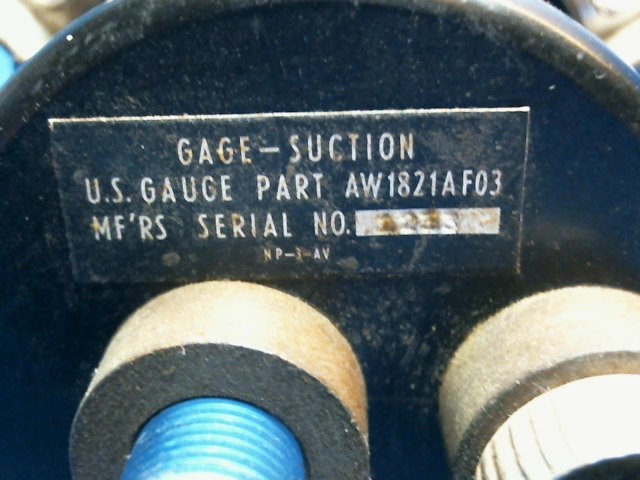 GAGE-SUCTION
U.S. GAUGE PART AW1821AF03
MF'RS SERIAL NO.
NP-3-AV